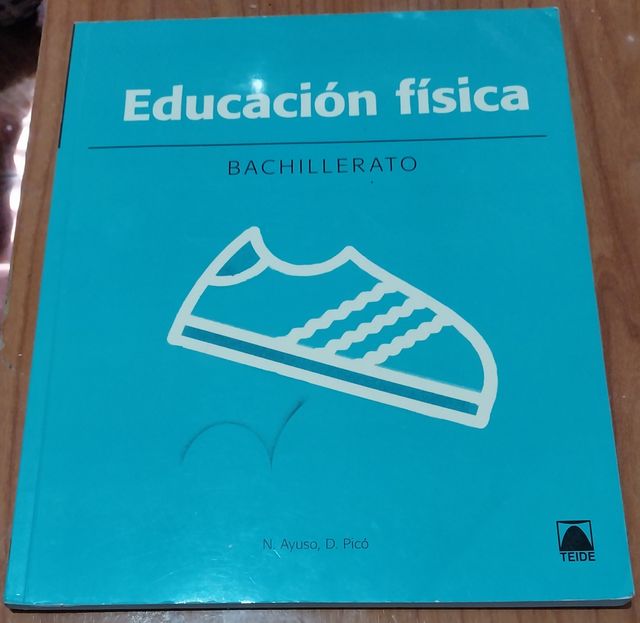 Educación física
BACHILLERATO
N. Ayuso, D. Picó
TEIDE